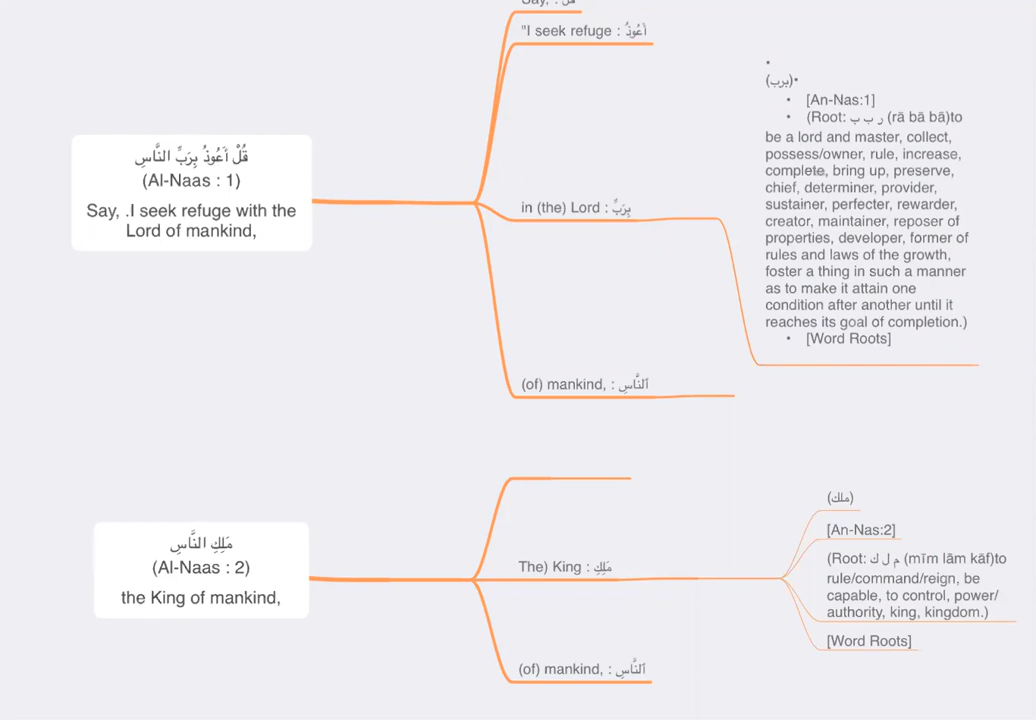 Say, : قُلْ
"I seek refuge : أَعُوذُ
قُلْ أَعُوذُ بِرَبِّ النَّاسِ
(Al-Naas : 1)
Say, .I seek refuge with the
Lord of mankind,
in (the) Lord : بِرَبِّ
(of) mankind, : ٱلنَّاسِ
•
(برب)•
• [An-Nas:1]
• (Root: ر ب ب (rā bā bā)to
be a lord and master, collect,
possess/owner, rule, increase,
complete, bring up, preserve,
chief, determiner, provider,
sustainer, perfecter, rewarder,
creator, maintainer, reposer of
properties, developer, former of
rules and laws of the growth,
foster a thing in such a manner
as to make it attain one
condition after another until it
reaches its goal of completion.)
• [Word Roots]
مَلِكِ النَّاسِ
(Al-Naas : 2)
the King of mankind,
The) King : مَلِكِ
(of) mankind, : ٱلنَّاسِ
(ملك)
[An-Nas:2]
(Root: م ل ك (mīm lām kāf)to
rule/command/reign, be
capable, to control, power/
authority, king, kingdom.)
[Word Roots]